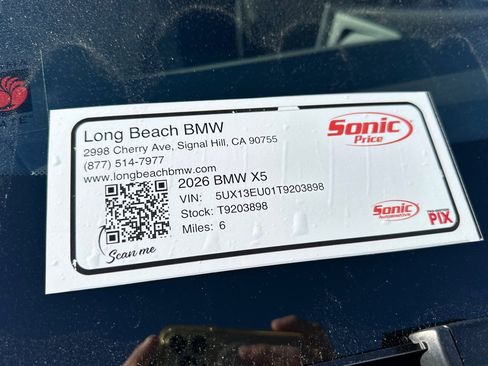 Long Beach BMW
2998 Cherry Ave, Signal Hill, CA 90755
(877) 514-7977
www.longbeachbmw.com
Sonic
Price
2026 BMW X5
VIN: 5UX13EU01T9203898
Stock: T9203898
Miles: 6
Scan me
Sonic
Automotive
PIX